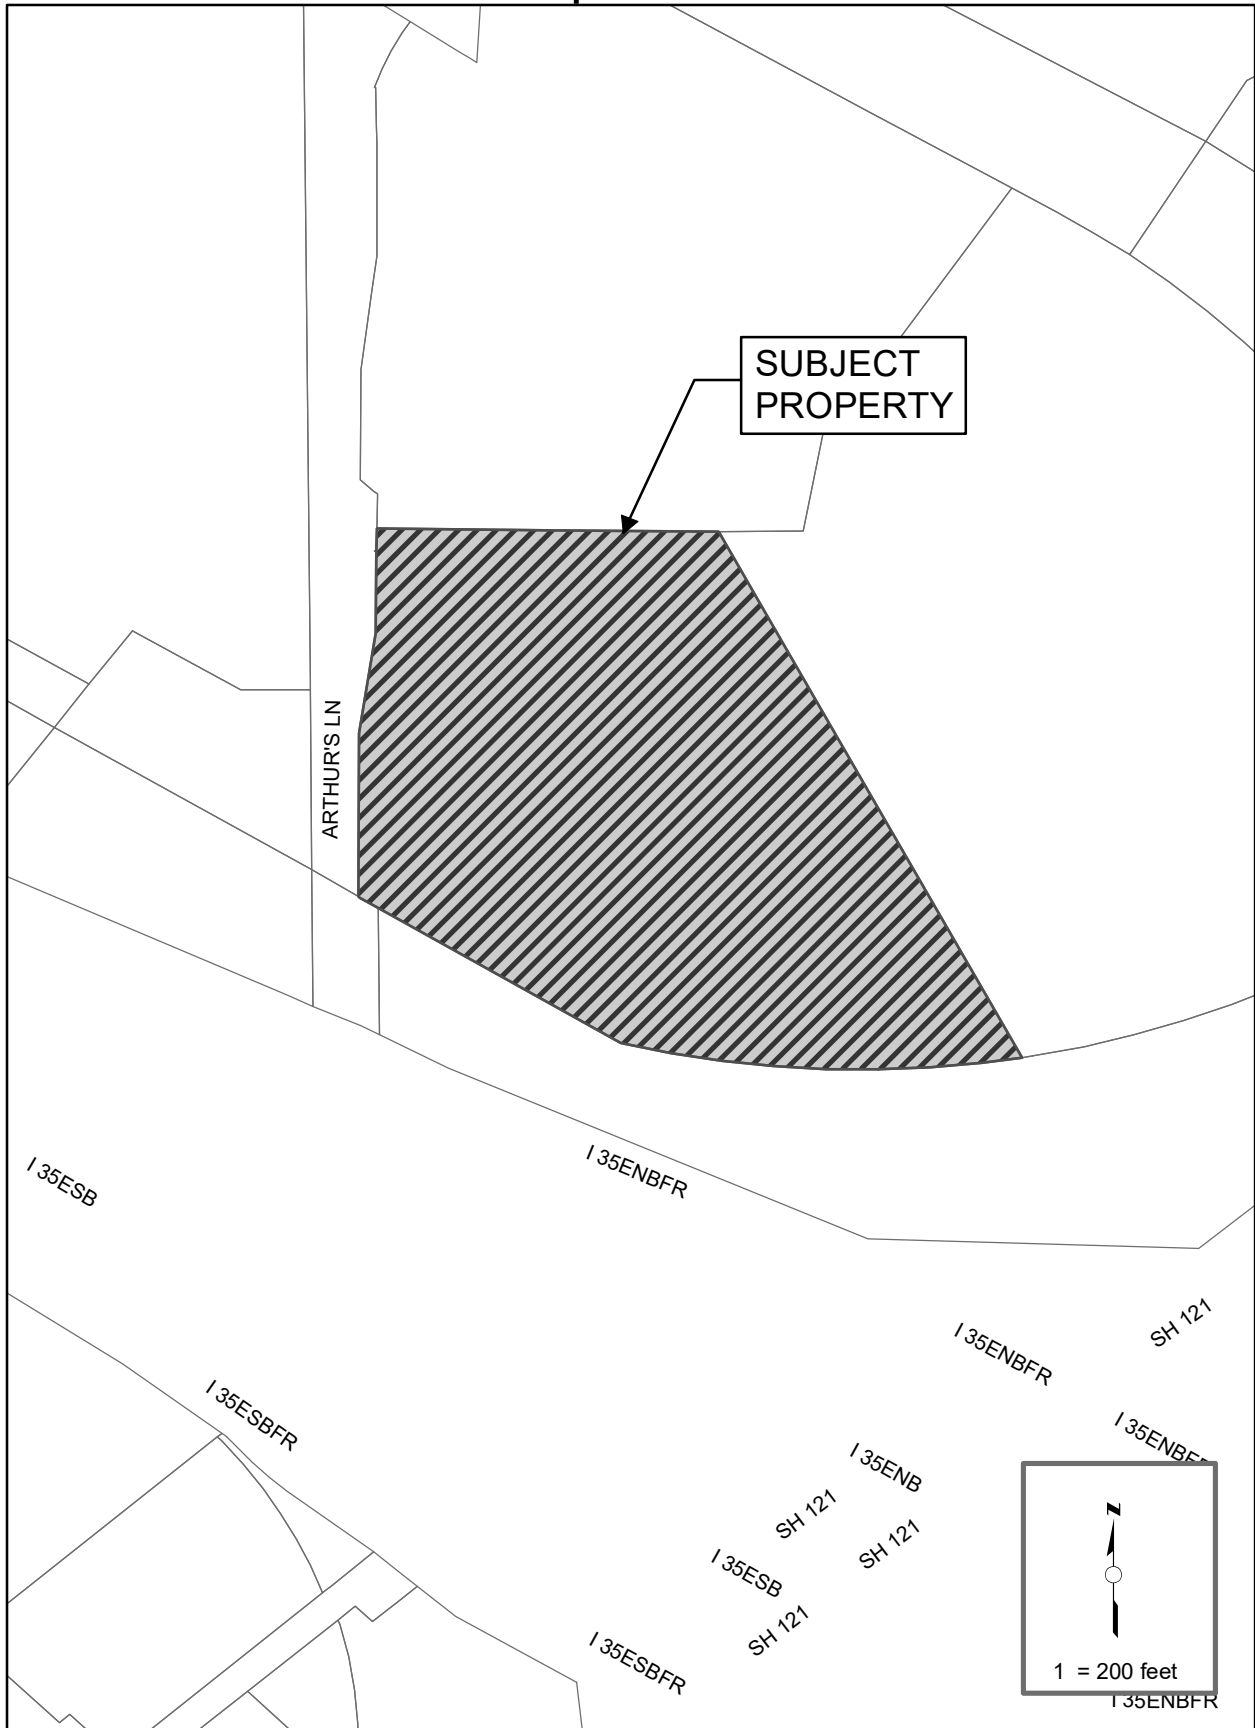 SUBJECT
PROPERTY
ARTHUR'S LN
I 35ESB
I 35ENBFR
SH 121
I 35ENBFR
I 35ESBFR
I 35ENB
SH 121
SH 121
I 35ESB
SH 121
I 35ESBFR
N
1 = 200 feet
I 35ENBFR